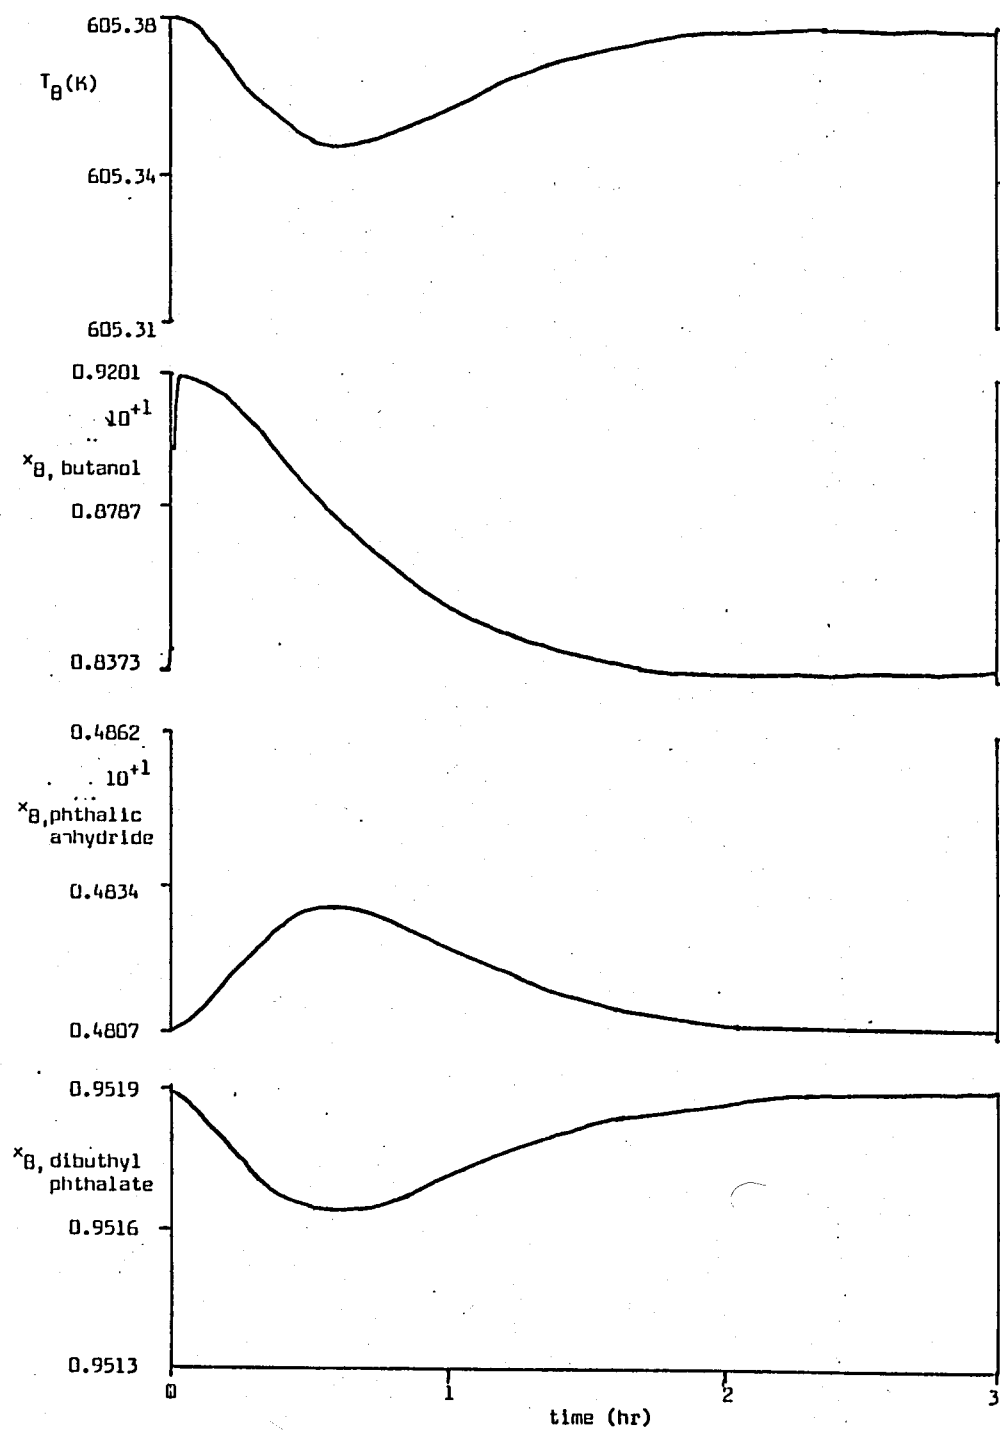 605.38
T_B(K)
605.34
605.31
0.9201
10^+1
x_B, butanol
0.8787
0.8373
0.4862
10^+1
x_B, phthalic
anhydride
0.4834
0.4807
0.9519
x_B, dibuthyl
phthalate
0.9516
0.9513
0 1 2 3
time (hr)